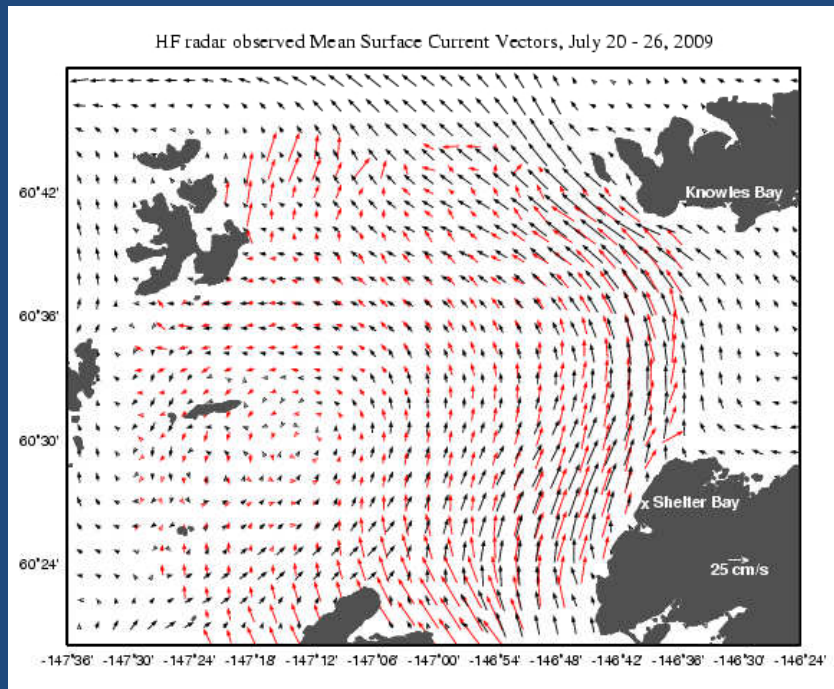 HF radar observed Mean Surface Current Vectors, July 20 - 26, 2009
Knowles Bay
60°42'
60°36'
60°30'
x Shelter Bay
60°24'
25 cm/s
-147°36' -147°30' -147°24' -147°18' -147°12' -147°06' -147°00' -146°54' -146°48' -146°42' -146°36' -146°30' -146°24'